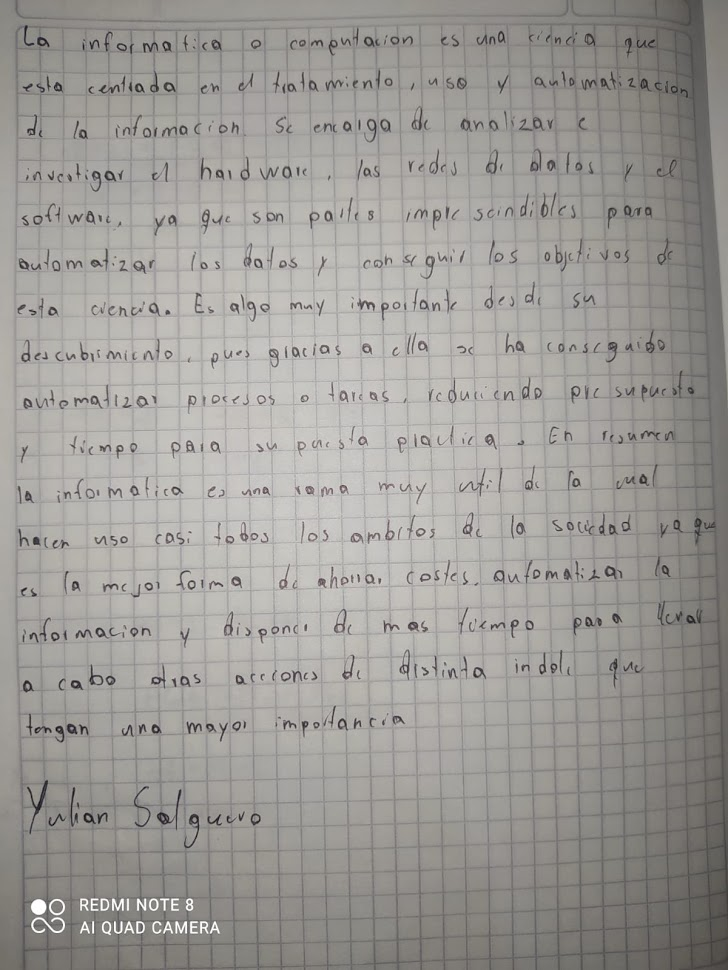 La informatica o computacion es una ciencia que
esta centrada en el tratamiento, uso y automatizacion
de la informacion. Se encarga de analizar e
investigar el hardware, las redes de datos y el
software, ya que son partes imprescindibles para
automatizar los datos y conseguir los objetivos de
esta ciencia. Es algo muy importante desde su
descubrimiento, pues gracias a ella se ha conseguido
automatizar procesos o tareas, reduciendo presupuesto
y tiempo para su puesta practica. En resumen
la informatica es una rama muy util de la cual
hacen uso casi todos los ambitos de la sociedad ya que
es la mejor forma de ahorrar costes, automatizar la
informacion y disponer de mas tiempo para llevar
a cabo otras acciones de distinta indole que
tengan una mayor importancia
Yulian Salguero
REDMI NOTE 8
AI QUAD CAMERA